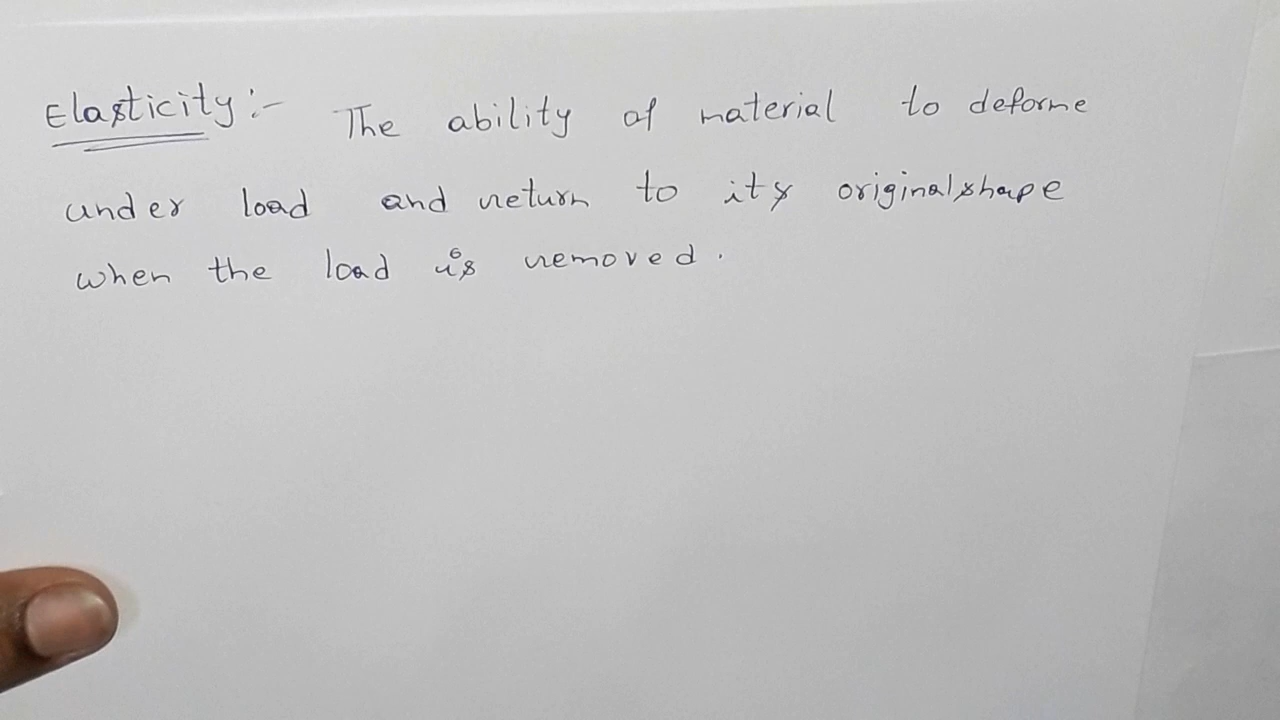 Elasticity:- The ability of material to deforme
under load and return to its original shape
when the load is removed.